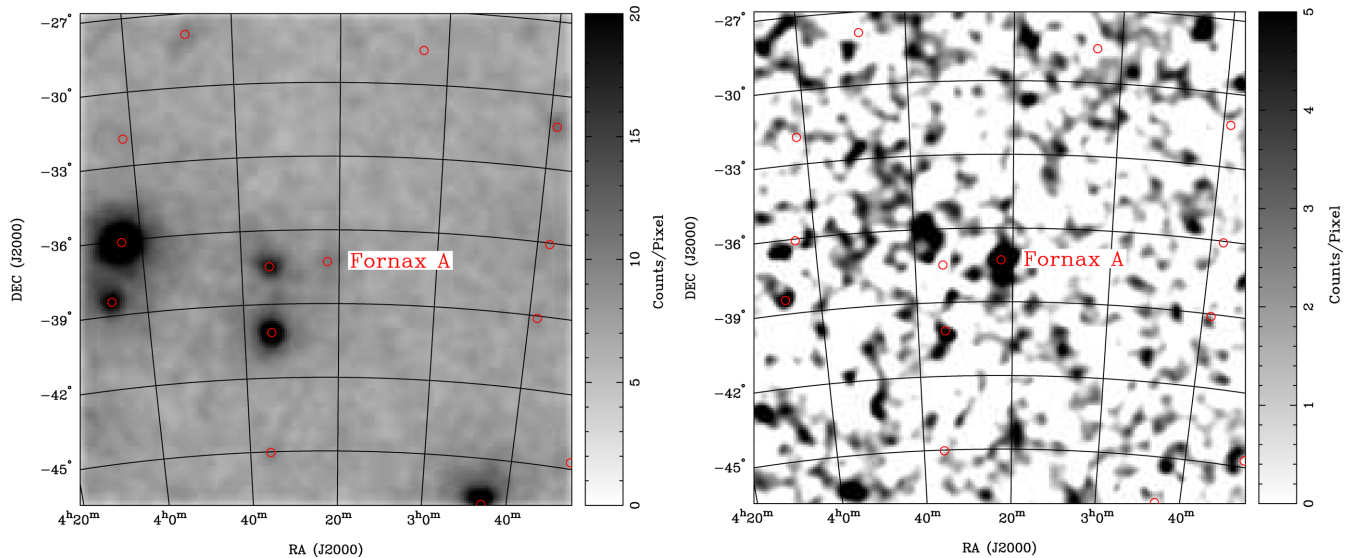 −27°
−30°
−33°
−36°
−39°
−42°
−45°
DEC (J2000)
Fornax A
4ʰ20ᵐ
4ʰ0ᵐ
40ᵐ
20ᵐ
3ʰ0ᵐ
40ᵐ
RA (J2000)
20
15
10
5
0
Counts/Pixel
−27°
−30°
−33°
−36°
−39°
−42°
−45°
DEC (J2000)
Fornax A
4ʰ20ᵐ
4ʰ0ᵐ
40ᵐ
20ᵐ
3ʰ0ᵐ
40ᵐ
RA (J2000)
5
4
3
2
1
0
Counts/Pixel